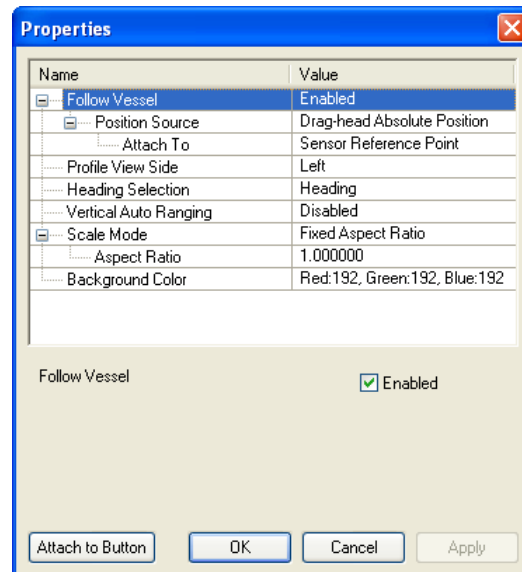 Properties
Name Value
Follow Vessel Enabled
Position Source Drag-head Absolute Position
Attach To Sensor Reference Point
Profile View Side Left
Heading Selection Heading
Vertical Auto Ranging Disabled
Scale Mode Fixed Aspect Ratio
Aspect Ratio 1.000000
Background Color Red:192, Green:192, Blue:192
Follow Vessel Enabled
Attach to Button OK Cancel Apply